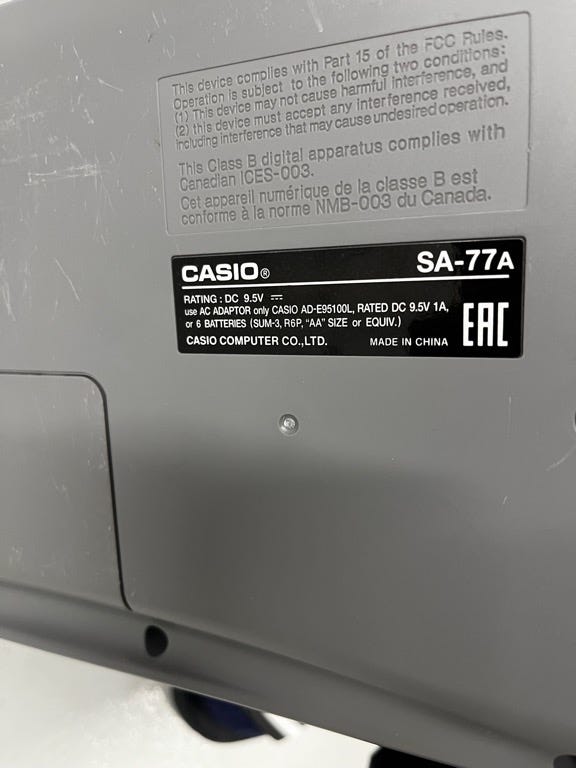 This device complies with Part 15 of the FCC Rules.
Operation is subject to the following two conditions:
(1) This device may not cause harmful interference, and
(2) this device must accept any interference received,
including interference that may cause undesired operation.
This Class B digital apparatus complies with
Canadian ICES-003.
Cet appareil numérique de la classe B est
conforme à la norme NMB-003 du Canada.
CASIO® SA-77A
RATING : DC 9.5V ⎓
use AC ADAPTOR only CASIO AD-E95100L, RATED DC 9.5V 1A,
or 6 BATTERIES (SUM-3, R6P, "AA" SIZE or EQUIV.)
CASIO COMPUTER CO.,LTD. MADE IN CHINA EAC